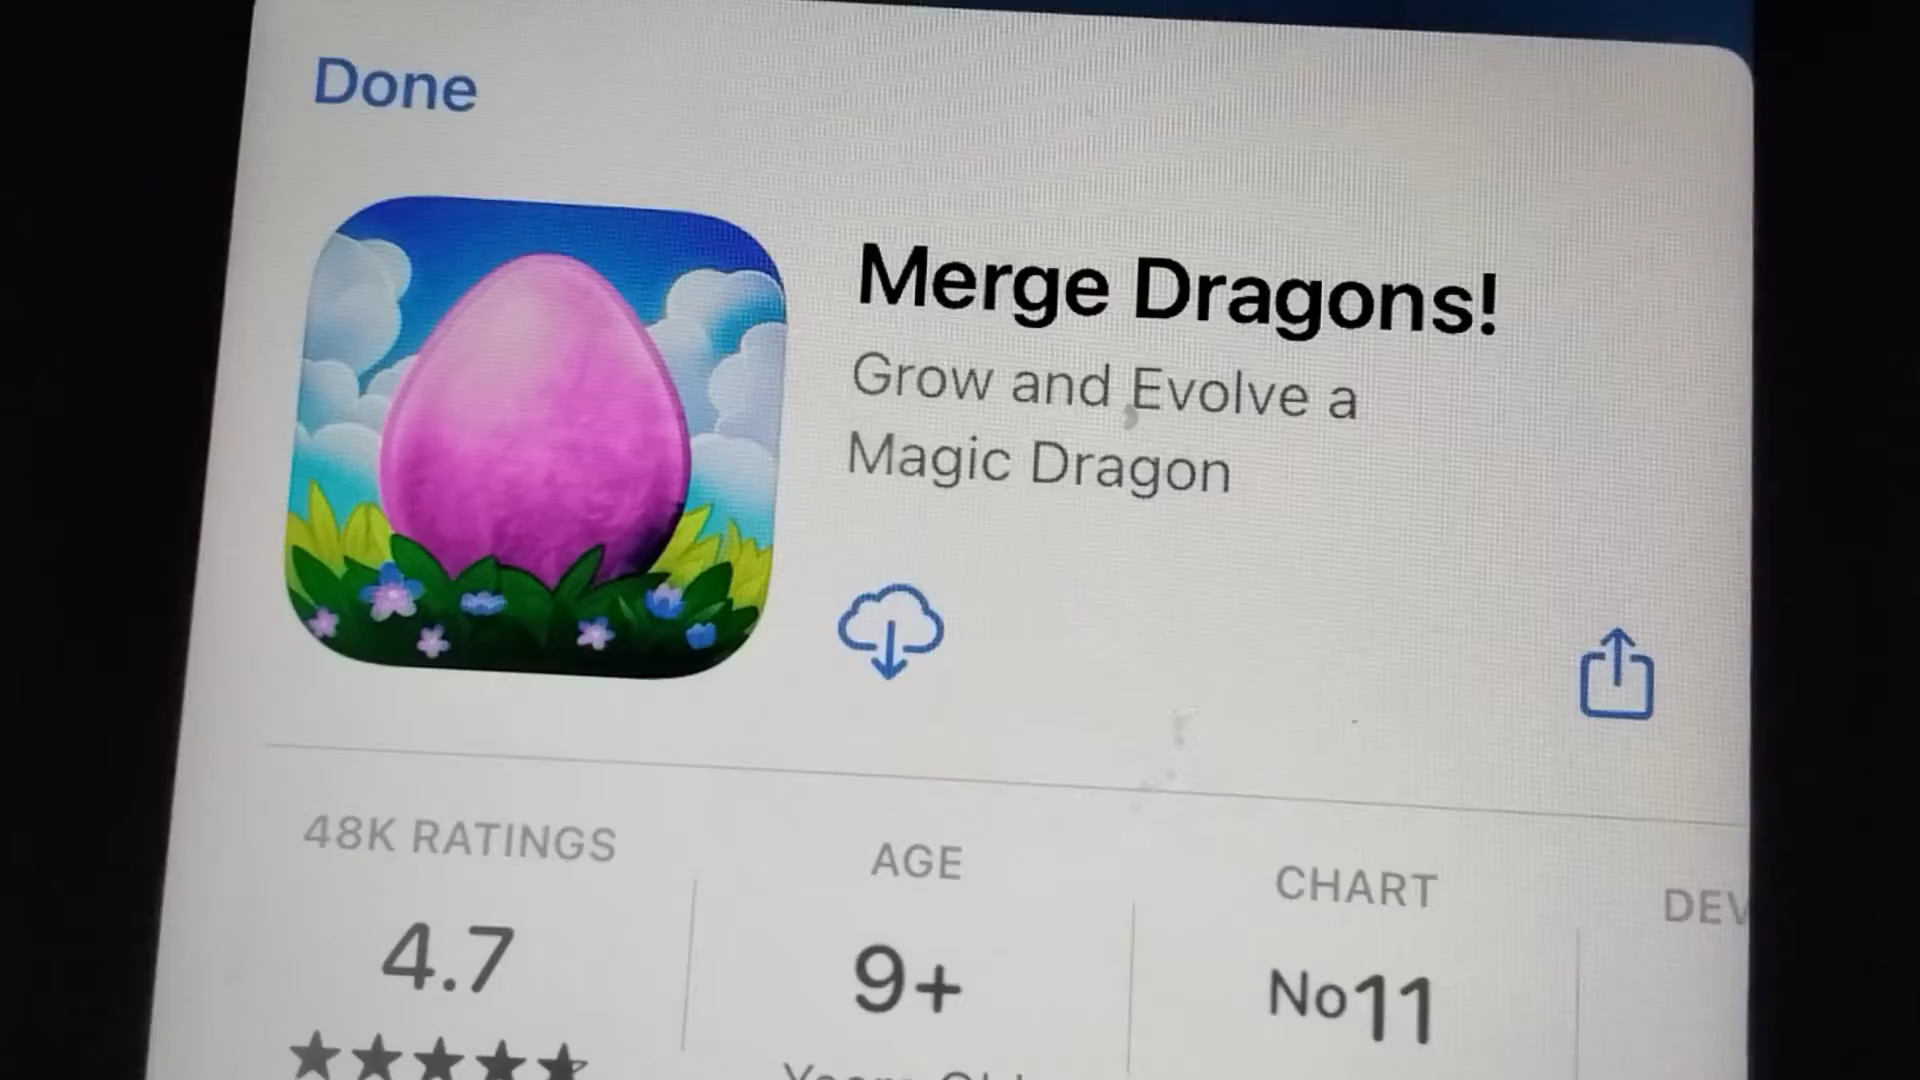 Done
Merge Dragons!
Grow and Evolve a
Magic Dragon
48K RATINGS
AGE
CHART
4.7
9+
No11